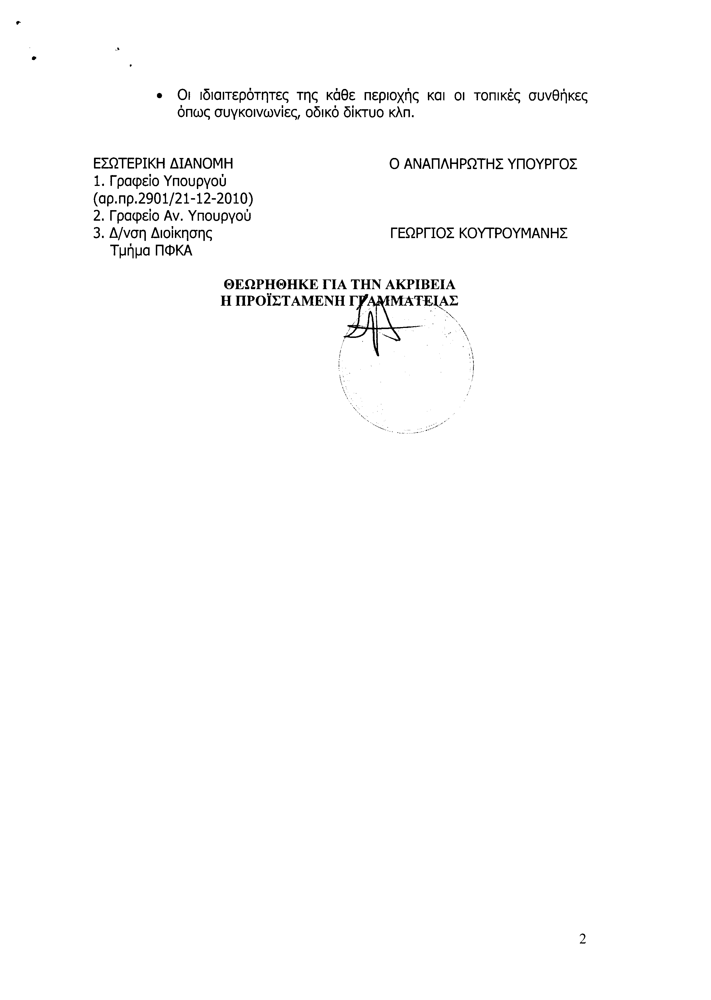 • Οι ιδιαιτερότητες της κάθε περιοχής και οι τοπικές συνθήκες
όπως συγκοινωνίες, οδικό δίκτυο κλπ.
ΕΣΩΤΕΡΙΚΗ ΔΙΑΝΟΜΗ
1. Γραφείο Υπουργού
(αρ.πρ.2901/21-12-2010)
2. Γραφείο Αν. Υπουργού
3. Δ/νση Διοίκησης
Τμήμα ΠΦΚΑ
Ο ΑΝΑΠΛΗΡΩΤΗΣ ΥΠΟΥΡΓΟΣ
ΓΕΩΡΓΙΟΣ ΚΟΥΤΡΟΥΜΑΝΗΣ
ΘΕΩΡΗΘΗΚΕ ΓΙΑ ΤΗΝ ΑΚΡΙΒΕΙΑ
Η ΠΡΟΪΣΤΑΜΕΝΗ ΓΡΑΜΜΑΤΕΙΑΣ
2